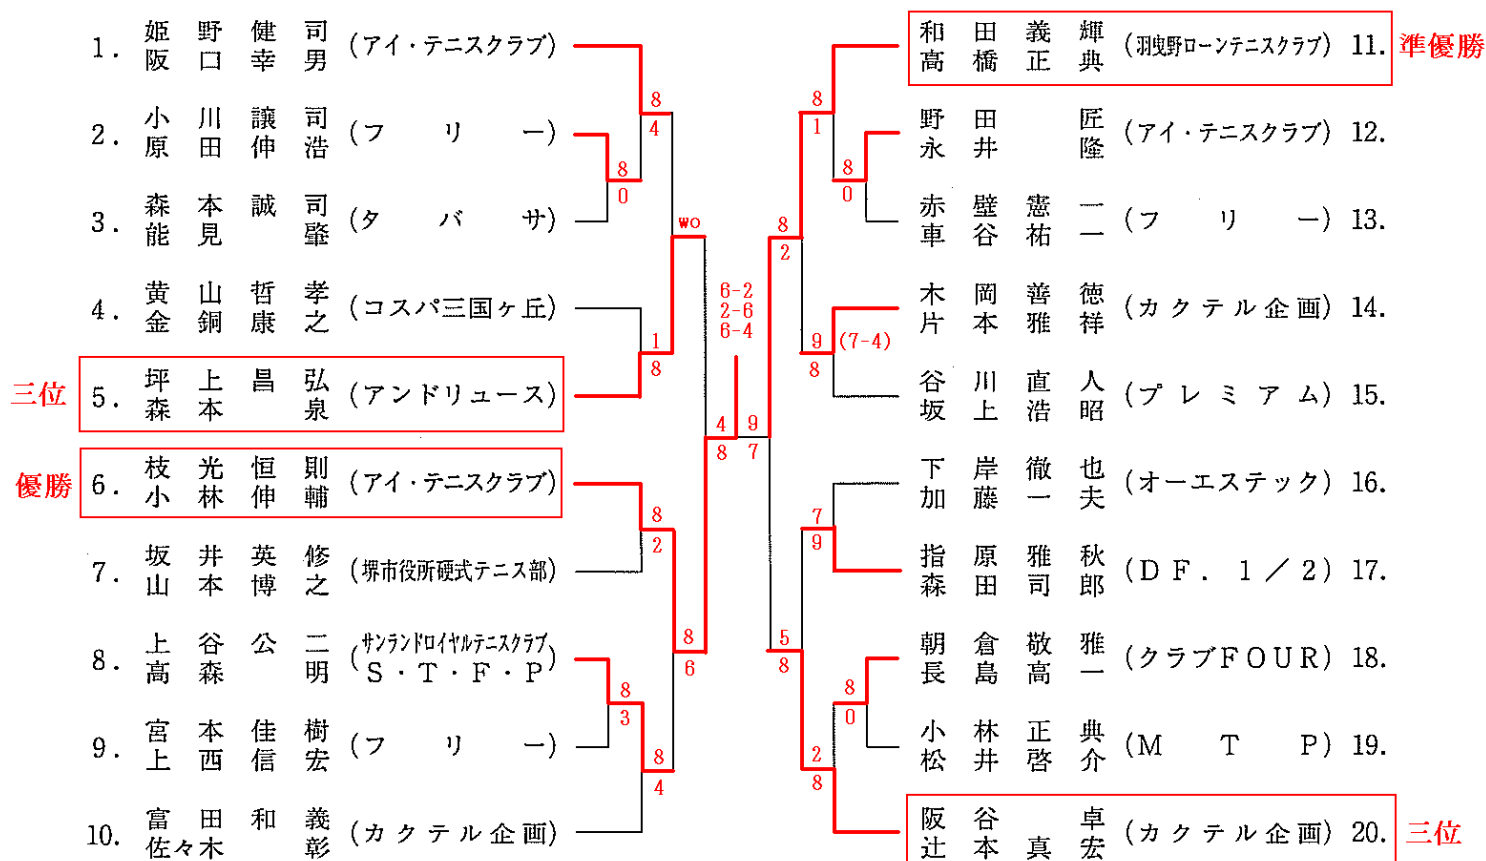 1. 姫野健司 (アイ・テニスクラブ)
阪口幸男
2. 小川譲司 (フリー)
原田伸浩
3. 森本誠司 (タバサ)
能見肇
4. 黄山哲孝 (コスパ三国ヶ丘)
金銅康之
三位 5. 坪上昌弘 (アンドリュース)
森本泉
優勝 6. 枝光恒則 (アイ・テニスクラブ)
小林伸輔
7. 坂井英修 (堺市役所硬式テニス部)
山本博之
8. 上谷公二 (サンランドロイヤルテニスクラブ
高森明 S・T・F・P)
9. 宮本佳樹 (フリー)
上西信宏
10. 富田和義 (カクテル企画)
佐々木彰
8
4
8
0
wo
1
8
4
8
8
2
8
6
8
3
8
4
6-2
2-6
6-4
9
7
8
1
8
0
8
2
9 (7-4)
8
7
9
5
8
8
0
2
8
和田義輝 (羽曳野ローンテニスクラブ) 11. 準優勝
高橋正典
野田匠 (アイ・テニスクラブ) 12.
永井隆
赤壁憲一 (フリー) 13.
車谷祐一
木岡善徳 (カクテル企画) 14.
片本雅祥
谷川直人 (プレミアム) 15.
坂上浩昭
下岸徹也 (オーエステック) 16.
加藤一夫
指原雅秋 (DF.1/2) 17.
森田司郎
朝倉敬雅 (クラブFOUR) 18.
長島高一
小林正典 (MTP) 19.
松井啓介
阪谷卓 (カクテル企画) 20. 三位
辻本真宏